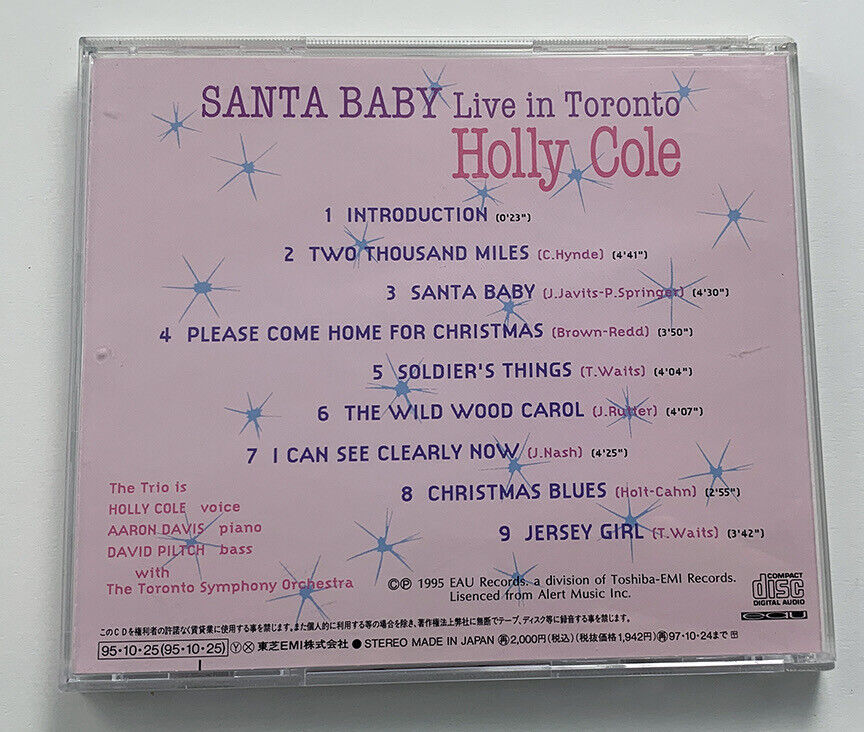 SANTA BABY Live in Toronto
Holly Cole
1 INTRODUCTION (0'23")
2 TWO THOUSAND MILES (C.Hynde) (4'41")
3 SANTA BABY (J.Javits-P.Springer) (4'30")
4 PLEASE COME HOME FOR CHRISTMAS (Brown-Redd) (3'50")
5 SOLDIER'S THINGS (T.Waits) (4'04")
6 THE WILD WOOD CAROL (J.Rutter) (4'07")
7 I CAN SEE CLEARLY NOW (J.Nash) (4'25")
8 CHRISTMAS BLUES (Holt-Cahn) (2'55")
9 JERSEY GIRL (T.Waits) (3'42")
The Trio is
HOLLY COLE voice
AARON DAVIS piano
DAVID PILTCH bass
with
The Toronto Symphony Orchestra
©Ⓟ 1995 EAU Records. a division of Toshiba-EMI Records.
Lisenced from Alert Music Inc.
COMPACT
disc
DIGITAL AUDIO
このCDを権利者の許諾なく賃貸業に使用する事を禁じます。また個人的に利用する等の場合を除き、著作権法上弊社に無断でテープ、ディスク等に録音する事を禁じます。
95・10・25(95・10・25) Ⓨ Ⓧ 東芝EMI株式会社 ● STEREO MADE IN JAPAN ㊢2,000円(税込)(税抜価格1,942円)㊢97・10・24まで